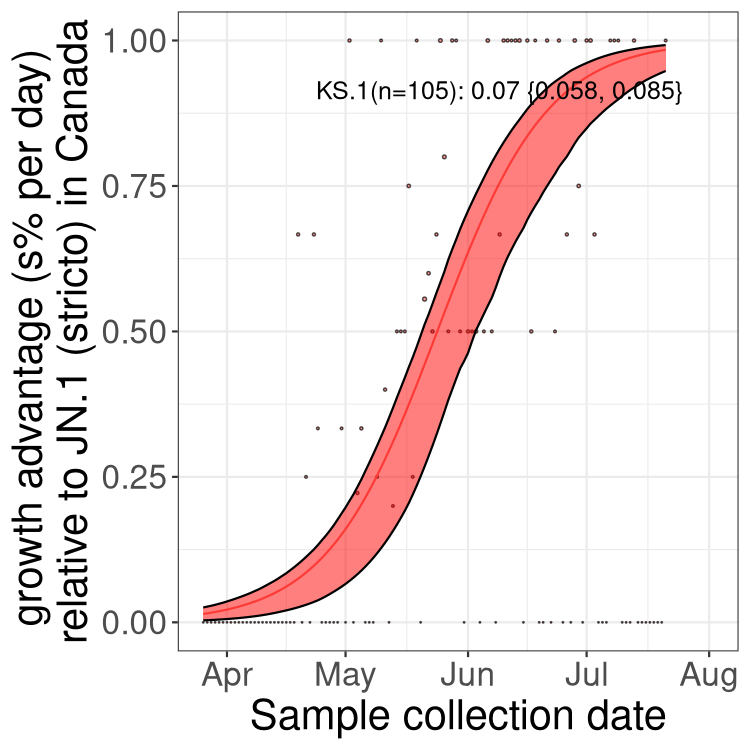 growth advantage (s% per day)
relative to JN.1 (stricto) in Canada
1.00
0.75
0.50
0.25
0.00
KS.1(n=105): 0.07 {0.058, 0.085}
Apr May Jun Jul Aug
Sample collection date